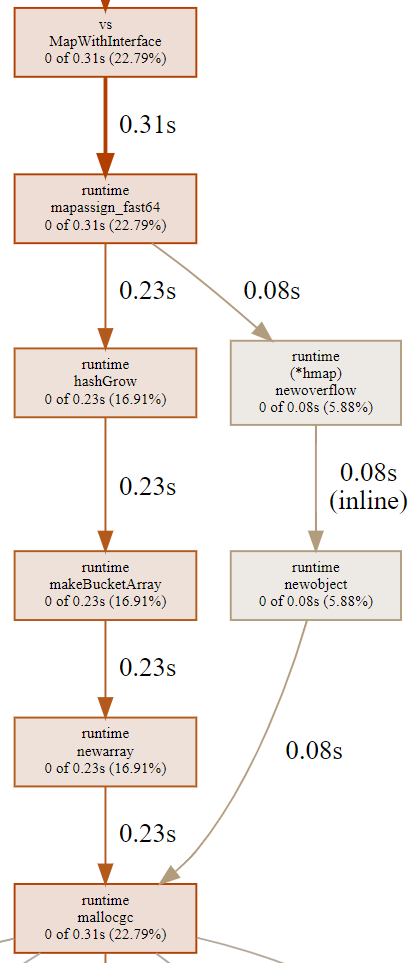 vs
MapWithInterface
0 of 0.31s (22.79%)
0.31s
runtime
mapassign_fast64
0 of 0.31s (22.79%)
0.23s
0.08s
runtime
hashGrow
0 of 0.23s (16.91%)
runtime
(*hmap)
newoverflow
0 of 0.08s (5.88%)
0.23s
0.08s
(inline)
runtime
makeBucketArray
0 of 0.23s (16.91%)
runtime
newobject
0 of 0.08s (5.88%)
0.23s
runtime
newarray
0 of 0.23s (16.91%)
0.08s
0.23s
runtime
mallocgc
0 of 0.31s (22.79%)